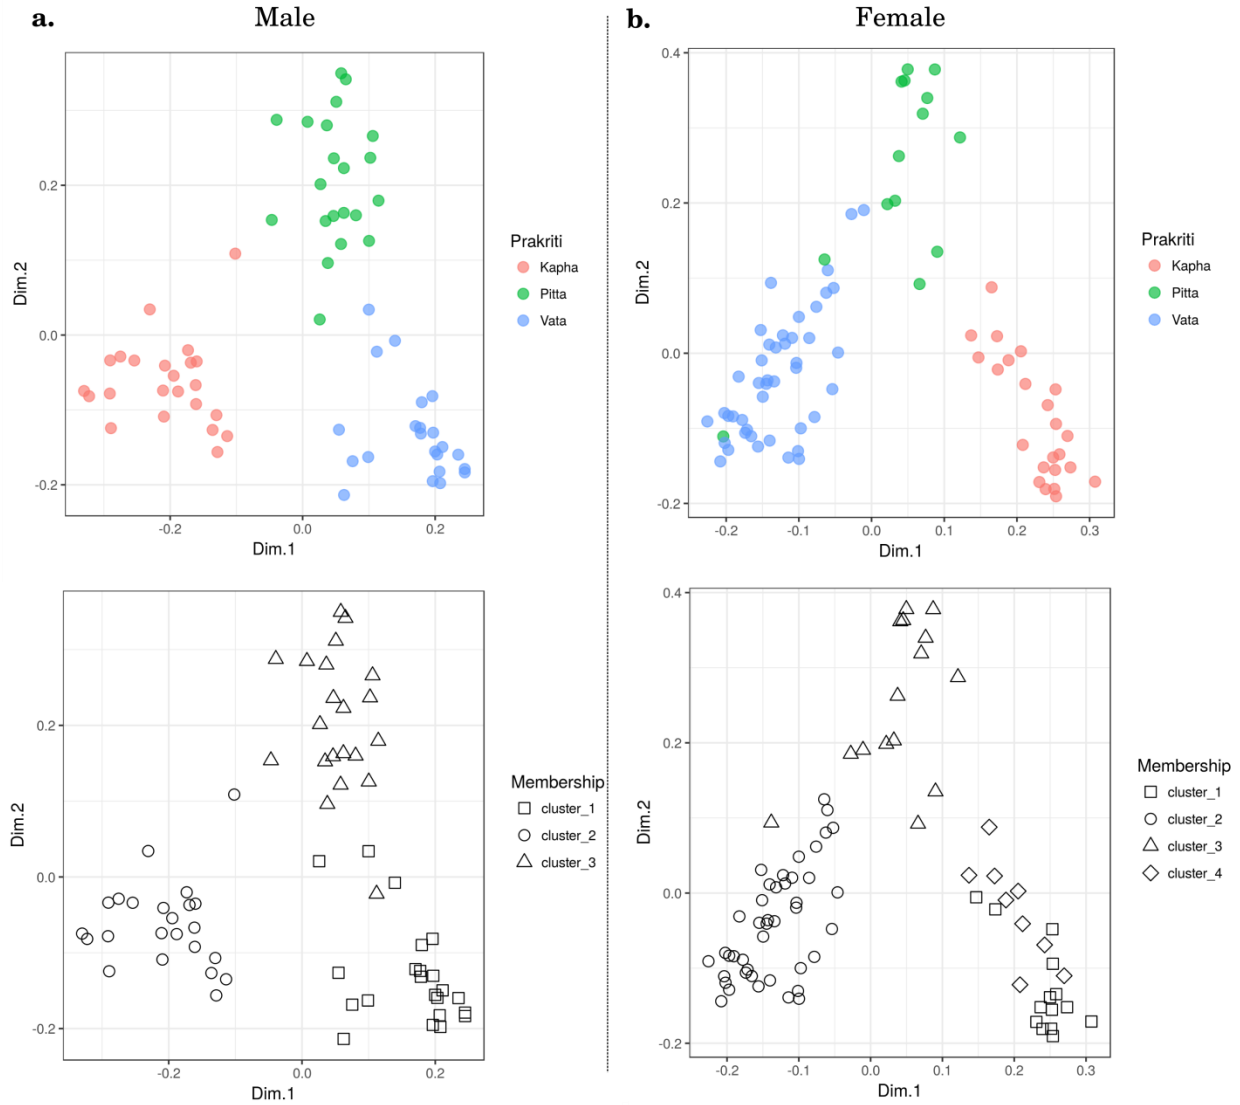 a.
Male
b.
Female
0.2
0.0
-0.2
Dim.2
-0.2
0.0
0.2
Dim.1
Prakriti
Kapha
Pitta
Vata
0.4
0.2
0.0
-0.2
Dim.2
-0.2
-0.1
0.0
0.1
0.2
0.3
Dim.1
Prakriti
Kapha
Pitta
Vata
0.2
0.0
-0.2
Dim.2
-0.2
0.0
0.2
Dim.1
Membership
cluster_1
cluster_2
cluster_3
0.4
0.2
0.0
-0.2
Dim.2
-0.2
-0.1
0.0
0.1
0.2
0.3
Dim.1
Membership
cluster_1
cluster_2
cluster_3
cluster_4